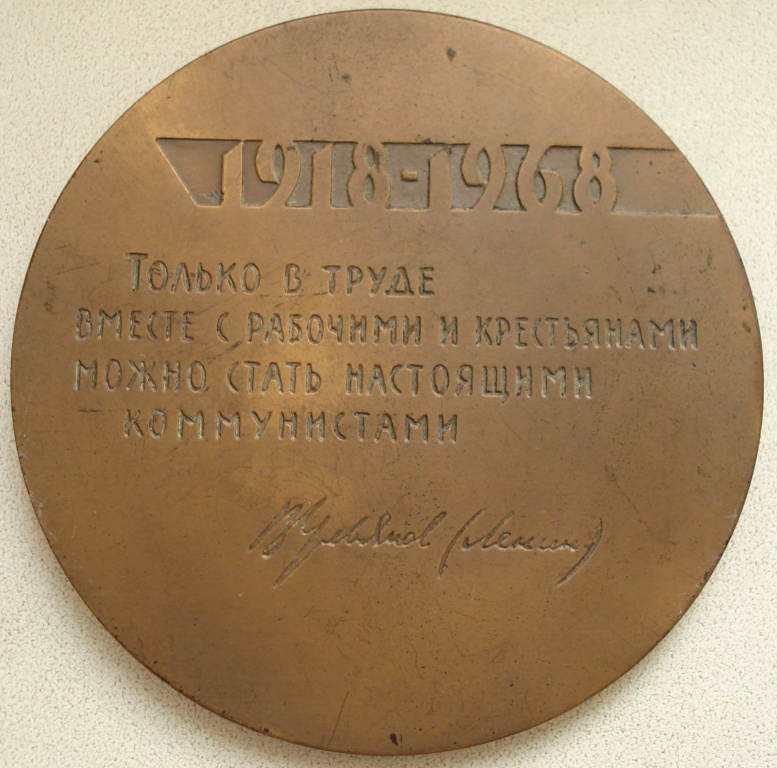 1918-1968
Только в труде
вместе с рабочими и крестьянами
можно стать настоящими
коммунистами
В Ульянов (Ленин)